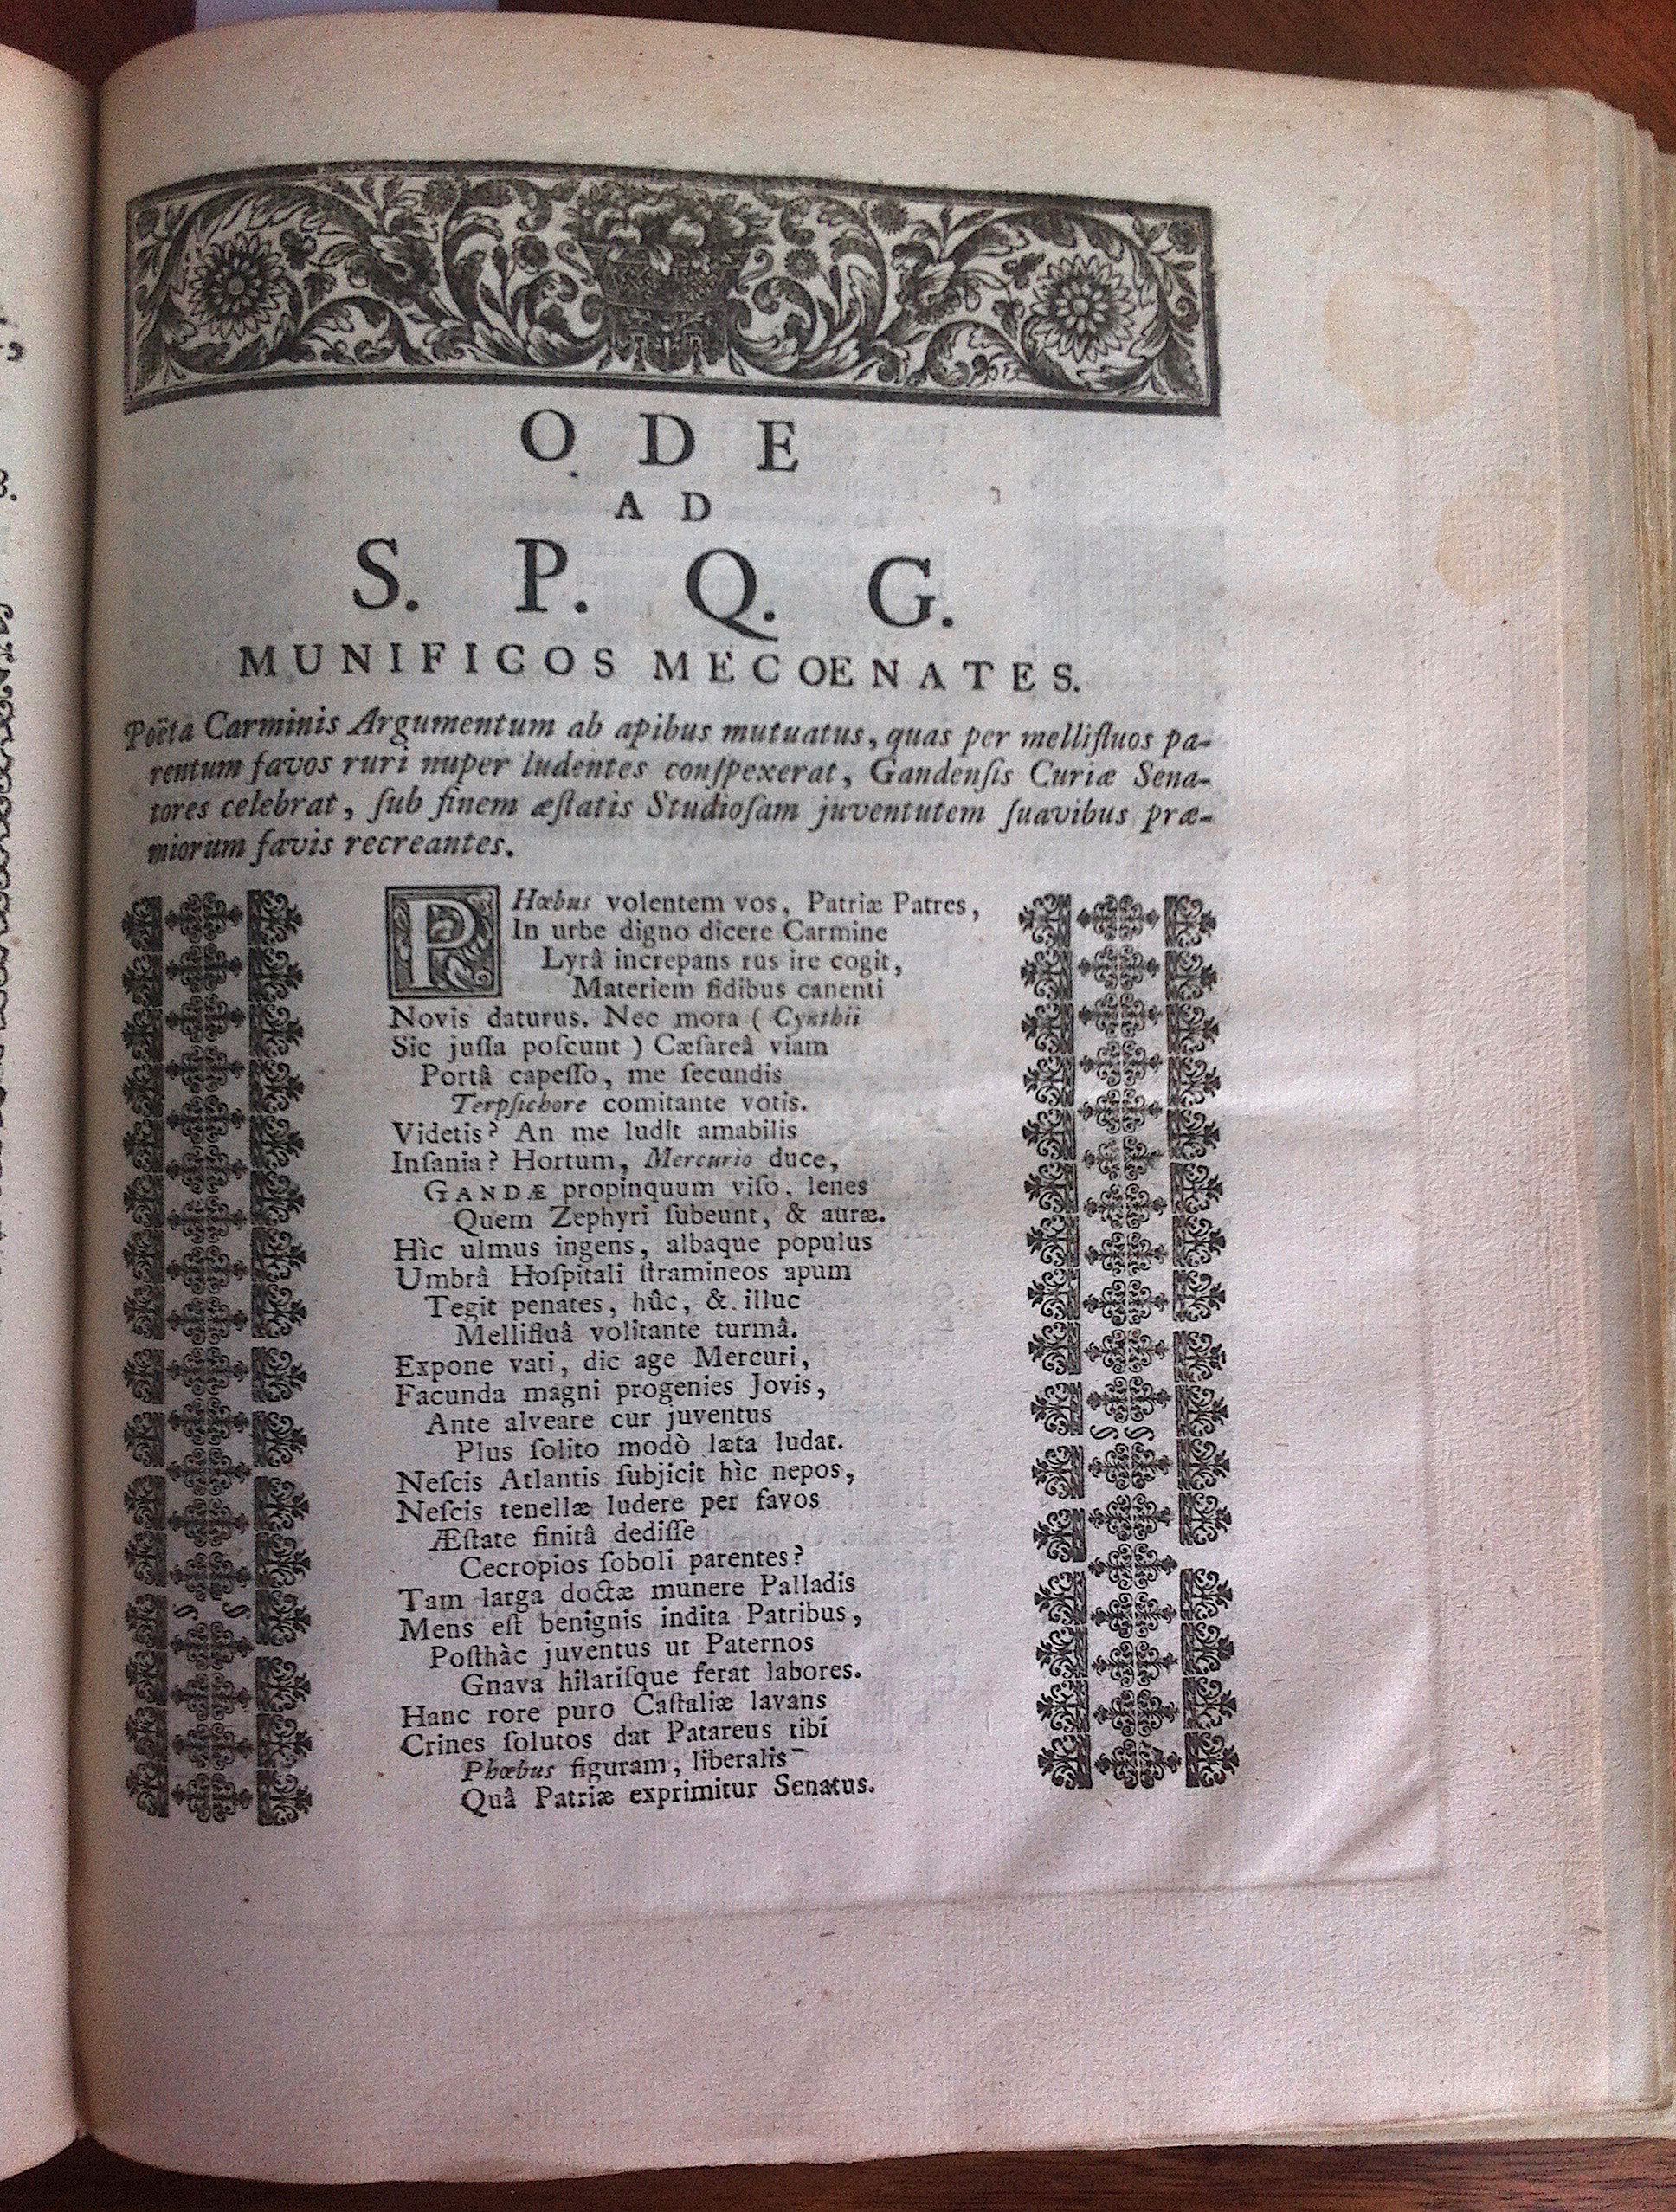 ODE
AD
S. P. Q. G.
MUNIFICOS MECOENATES.
Poëta Carminis Argumentum ab apibus mutuatus, quas per mellifluos pa-
rentum favos ruri nuper ludentes conſpexerat, Gandenſis Curiæ Sena-
tores celebrat, ſub finem æſtatis Studioſam juventutem ſuavibus præ-
miorum favis recreantes.
RHœbus volentem vos, Patriæ Patres,
In urbe digno dicere Carmine
Lyrâ increpans rus ire cogit,
Materiem fidibus canenti
Novis daturus. Nec mora ( Cynthii
Sic juſſa poſcunt ) Cæſareâ viam
Portâ capeſſo, me ſecundis
Terpſichore comitante votis.
Videtis? An me ludit amabilis
Inſania? Hortum, Mercurio duce,
GANDÆ propinquum viſo, lenes
Quem Zephyri ſubeunt, & auræ.
Hìc ulmus ingens, albaque populus
Umbrâ Hoſpitali ſtramineos apum
Tegit penates, hûc, & illuc
Mellifluâ volitante turmâ.
Expone vati, dic age Mercuri,
Facunda magni progenies Jovis,
Ante alveare cur juventus
Plus ſolito modò læta ludat.
Neſcis Atlantis ſubjicit hìc nepos,
Neſcis tenellæ ludere per favos
Æſtate finitâ dediſſe
Cecropios ſoboli parentes?
Tam larga doctæ munere Palladis
Mens eſt benignis indita Patribus,
Poſthàc juventus ut Paternos
Gnava hilariſque ferat labores.
Hanc rore puro Caſtaliæ lavans
Crines ſolutos dat Patareus tibi
Phœbus figuram, liberalis
Quâ Patriæ exprimitur Senatus.